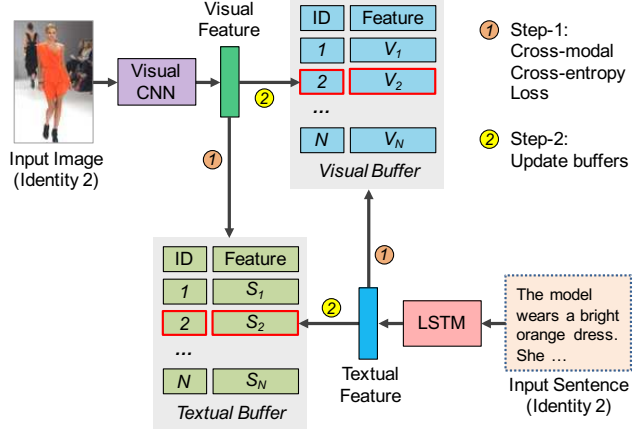 Visual
Feature
Visual
CNN
Input Image
(Identity 2)
2
1
ID Feature
1 V1
2 V2
...
N VN
Visual Buffer
1 Step-1:
Cross-modal
Cross-entropy
Loss
2 Step-2:
Update buffers
ID Feature
1 S1
2 S2
...
N SN
Textual Buffer
1
2
Textual
Feature
LSTM
The model
wears a bright
orange dress.
She ...
Input Sentence
(Identity 2)